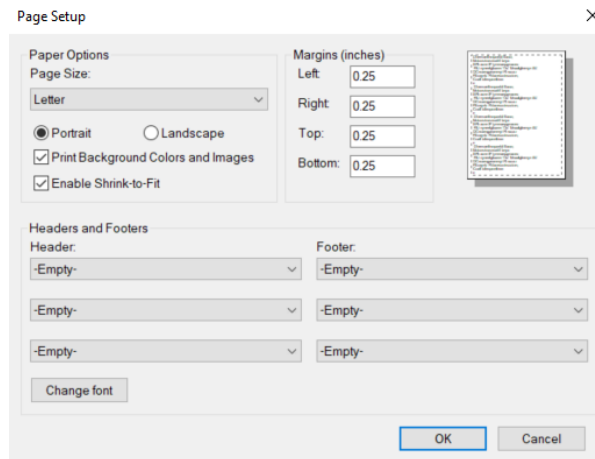 Page Setup
Paper Options
Page Size:
Letter
Portrait
Landscape
Print Background Colors and Images
Enable Shrink-to-Fit
Margins (inches)
Left: 0.25
Right: 0.25
Top: 0.25
Bottom: 0.25
Headers and Footers
Header: Footer:
-Empty- -Empty-
-Empty- -Empty-
-Empty- -Empty-
Change font
OK Cancel